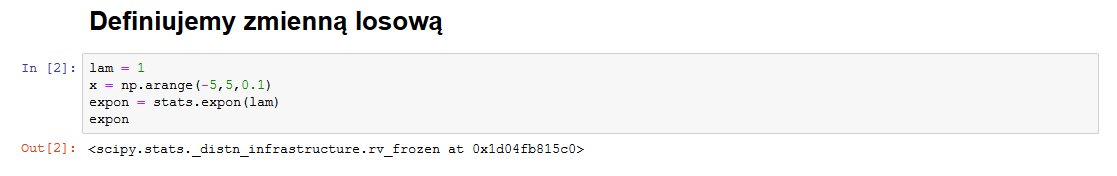 Definiujemy zmienną losową
In [2]: lam = 1
x = np.arange(-5,5,0.1)
expon = stats.expon(lam)
expon
Out[2]: <scipy.stats._distn_infrastructure.rv_frozen at 0x1d04fb815c0>